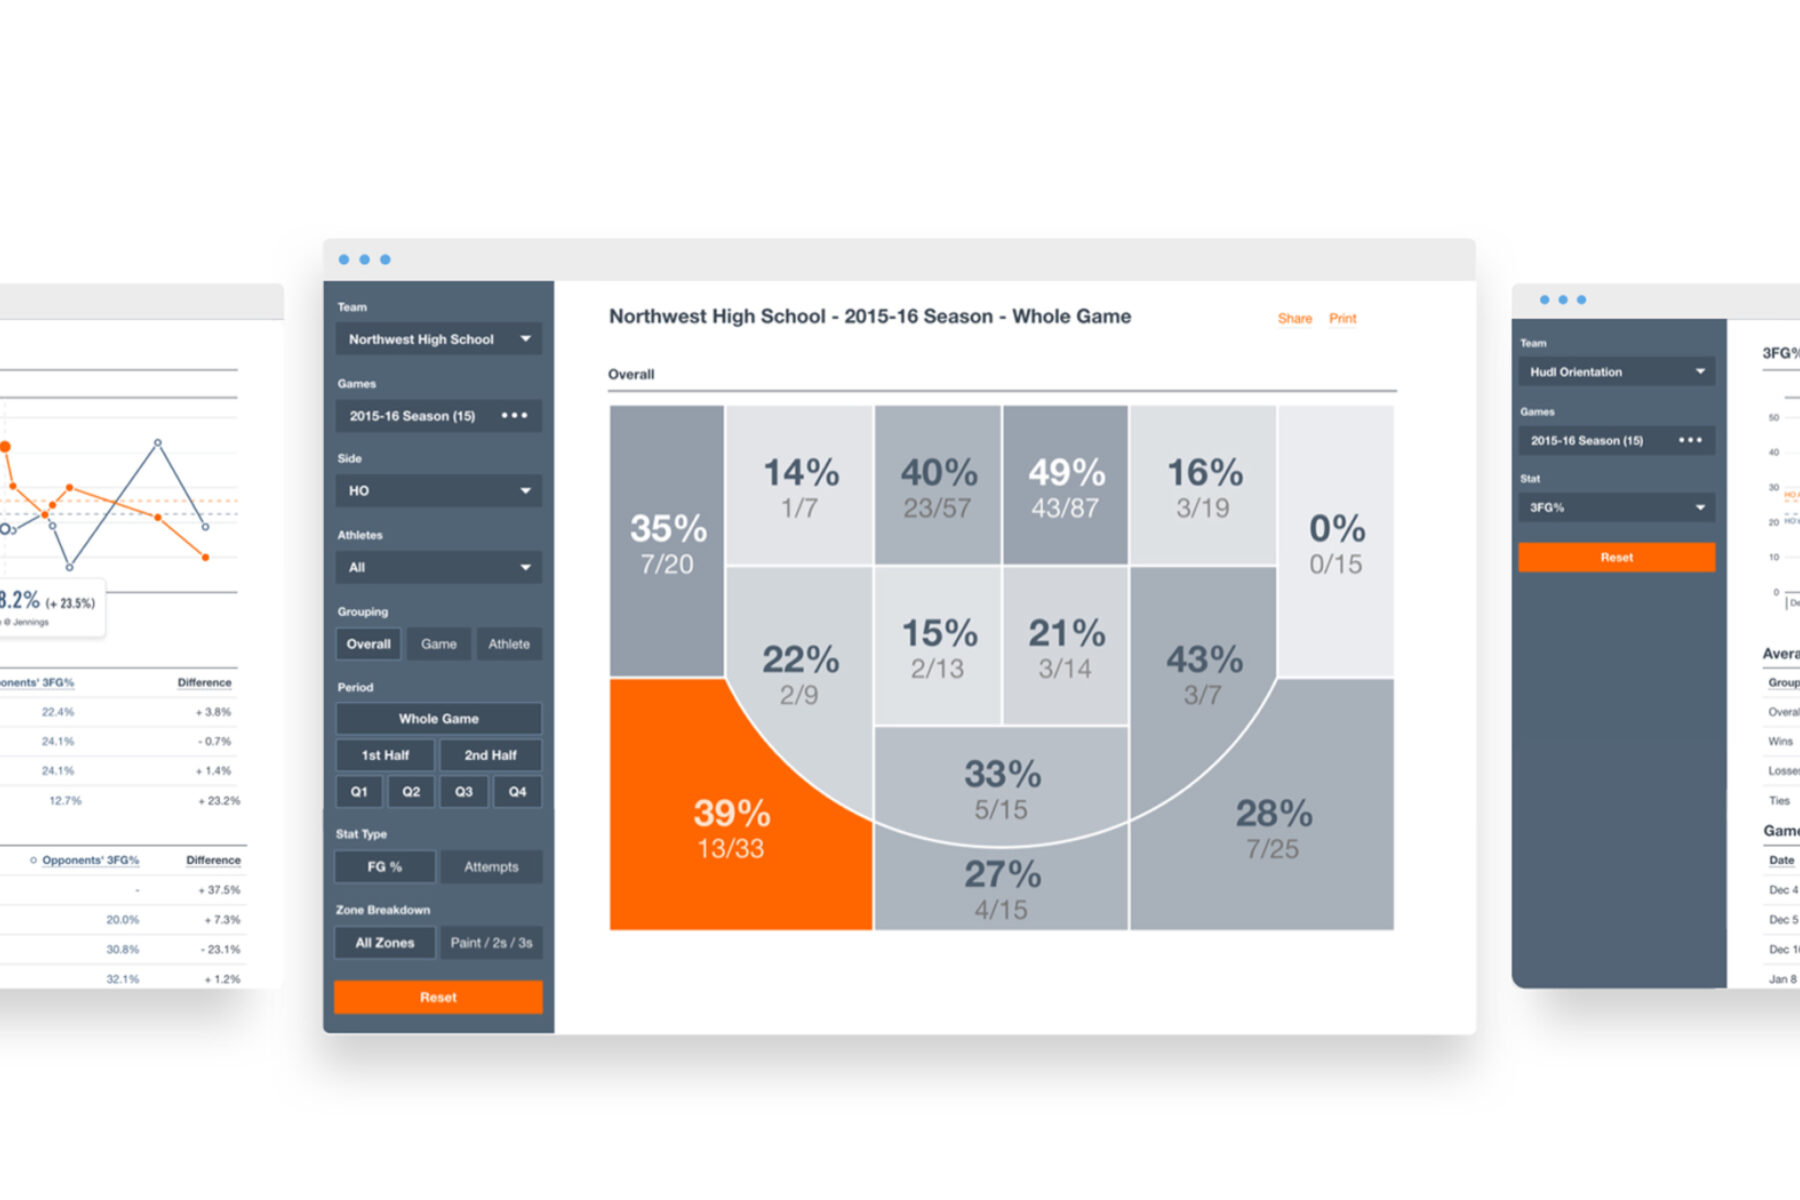 8.2% (+ 23.5%)
@ Jennings
onents' 3FG% Difference
22.4% + 3.8%
24.1% - 0.7%
24.1% + 1.4%
12.7% + 23.2%
Opponents' 3FG% Difference
- + 37.5%
20.0% + 7.3%
30.8% - 23.1%
32.1% + 1.2%
Team
Northwest High School
Games
2015-16 Season (15)
Side
HO
Athletes
All
Grouping
Overall Game Athlete
Period
Whole Game
1st Half 2nd Half
Q1 Q2 Q3 Q4
Stat Type
FG % Attempts
Zone Breakdown
All Zones Paint / 2s / 3s
Reset
Northwest High School - 2015-16 Season - Whole Game
Share Print
Overall
35%
7/20
14%
1/7
40%
23/57
49%
43/87
16%
3/19
0%
0/15
22%
2/9
15%
2/13
21%
3/14
43%
3/7
33%
5/15
39%
13/33
27%
4/15
28%
7/25
Team
Hudl Orientation
Games
2015-16 Season (15)
Stat
3FG%
Reset
3FG%
50
40
30
HO
20
HO
10
0
De
Avera
Group
Overal
Wins
Losses
Ties
Game
Date
Dec 4
Dec 5
Dec 1
Jan 8